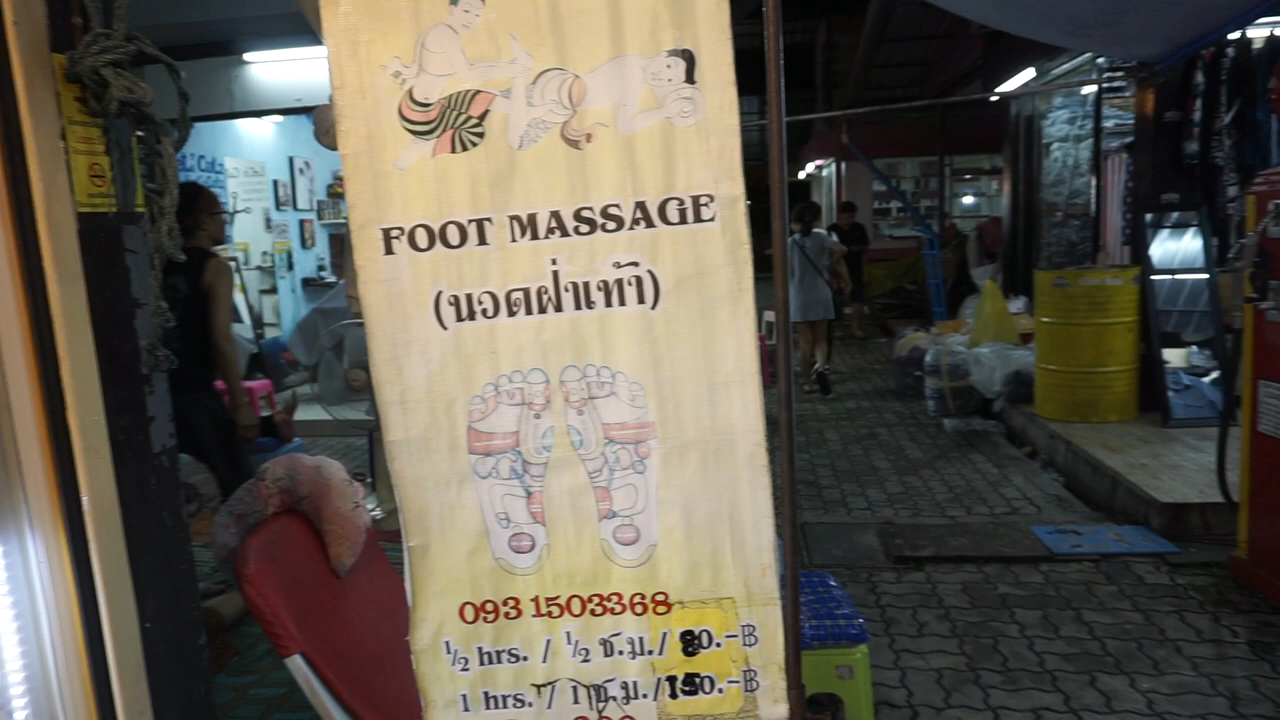 FOOT MASSAGE
(นวดฝ่าเท้า)
093 1503368
½ hrs. / ½ ช.ม./ 80.-฿
1 hrs. / 1 ช.ม./150.-฿